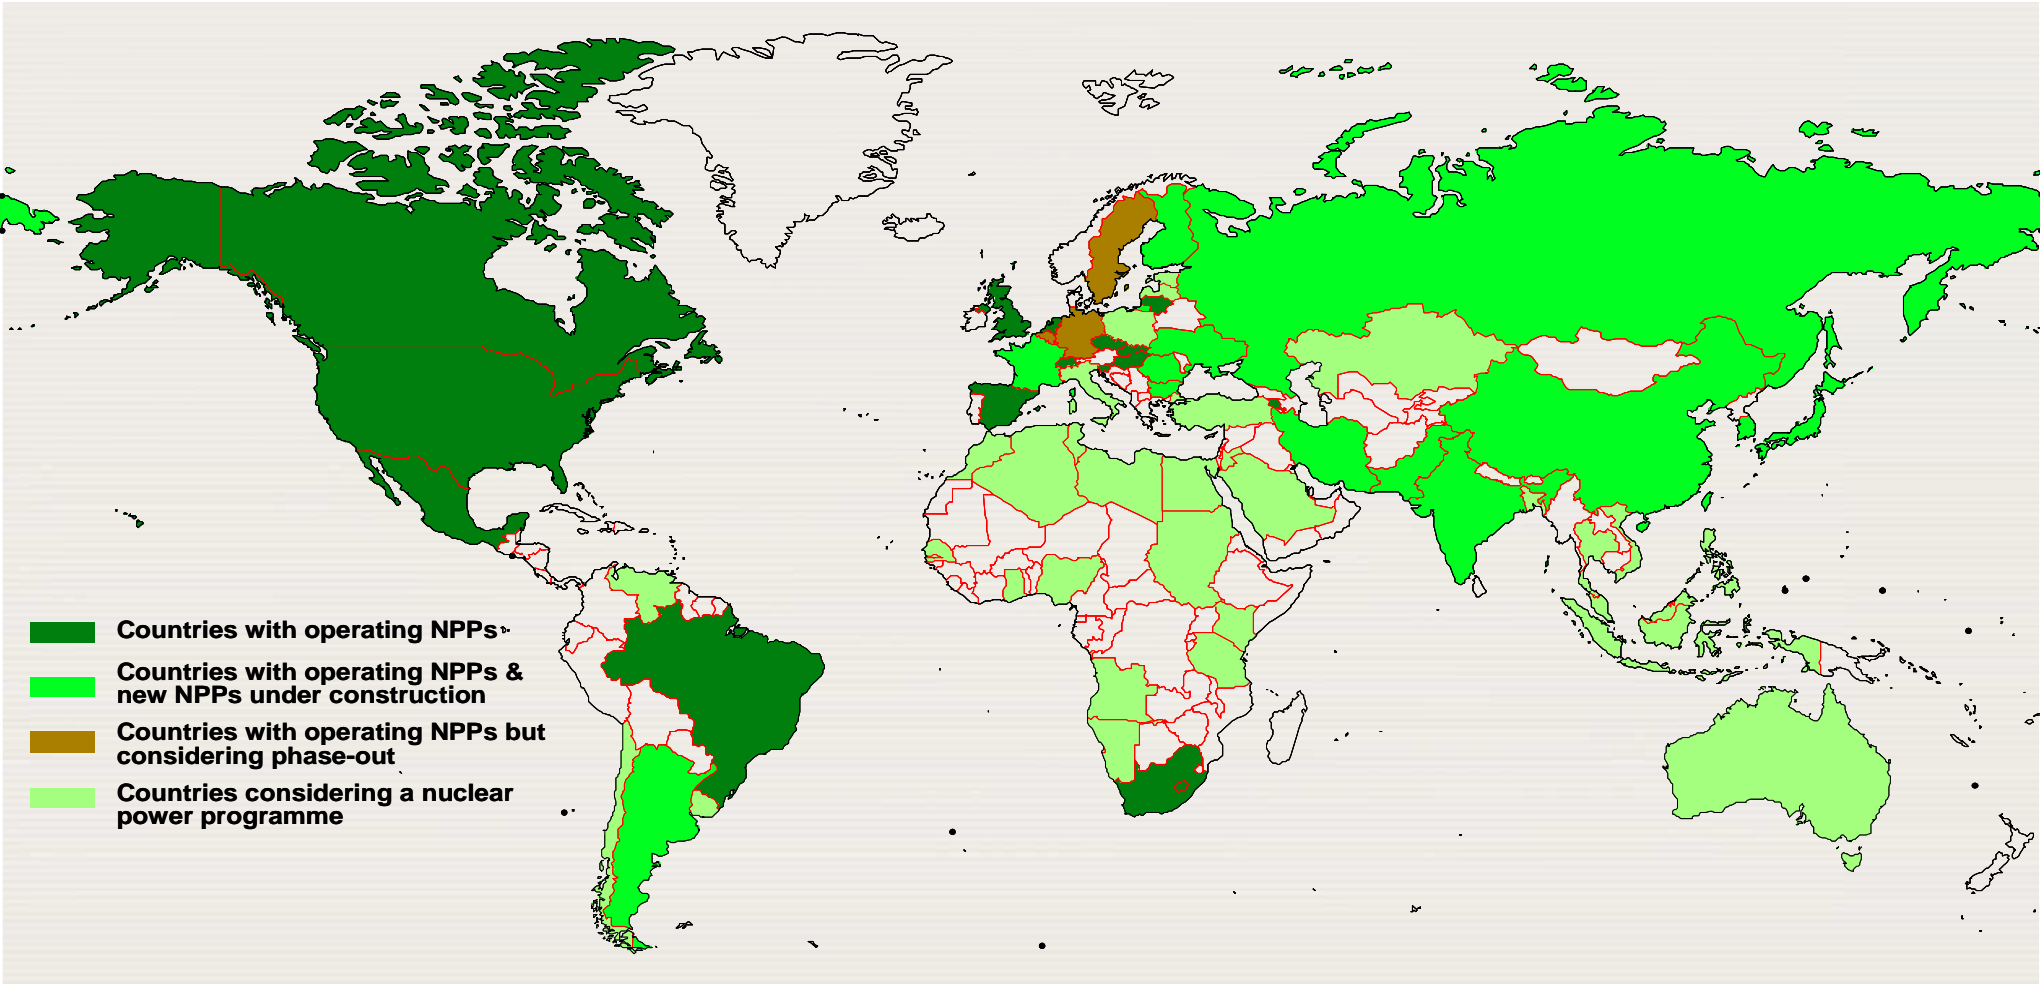 Countries with operating NPPs
Countries with operating NPPs &
new NPPs under construction
Countries with operating NPPs but
considering phase-out
Countries considering a nuclear
power programme